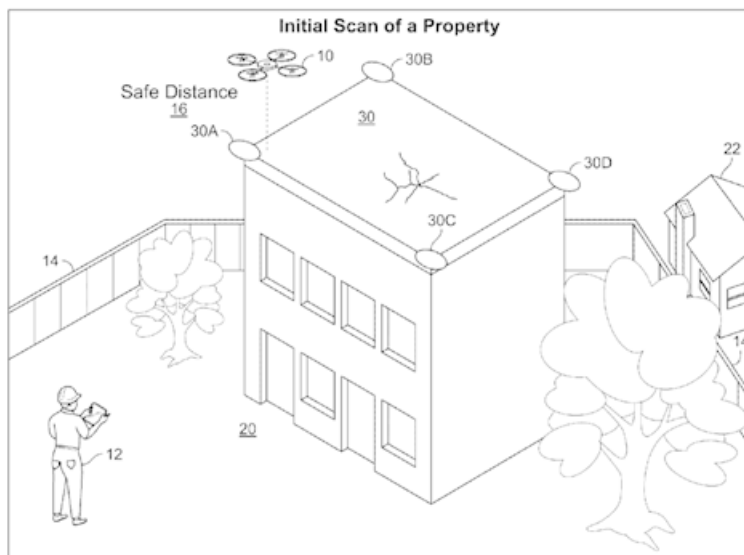 Initial Scan of a Property
10
30B
Safe Distance
16
30A
30
22
30D
30C
14
14
20
12